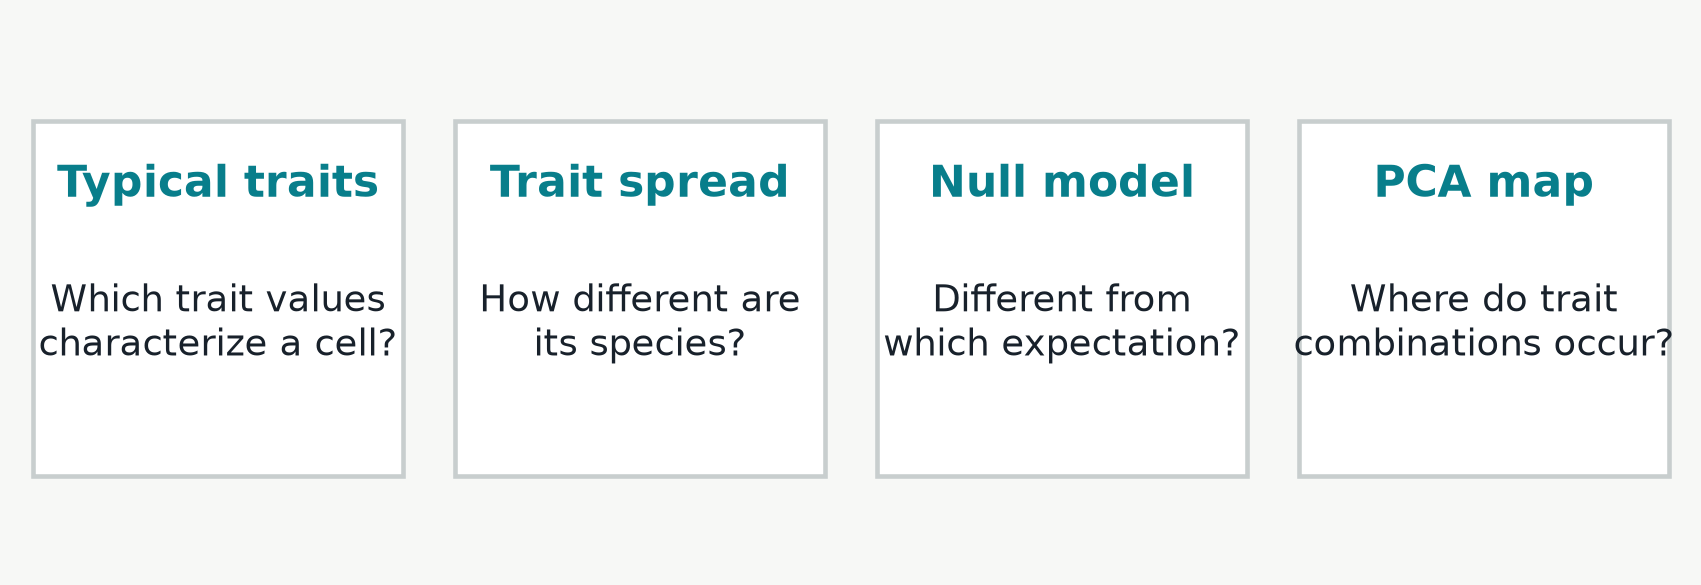 Typical traits
Which trait values
characterize a cell?
Trait spread
How different are
its species?
Null model
Different from
which expectation?
PCA map
Where do trait
combinations occur?